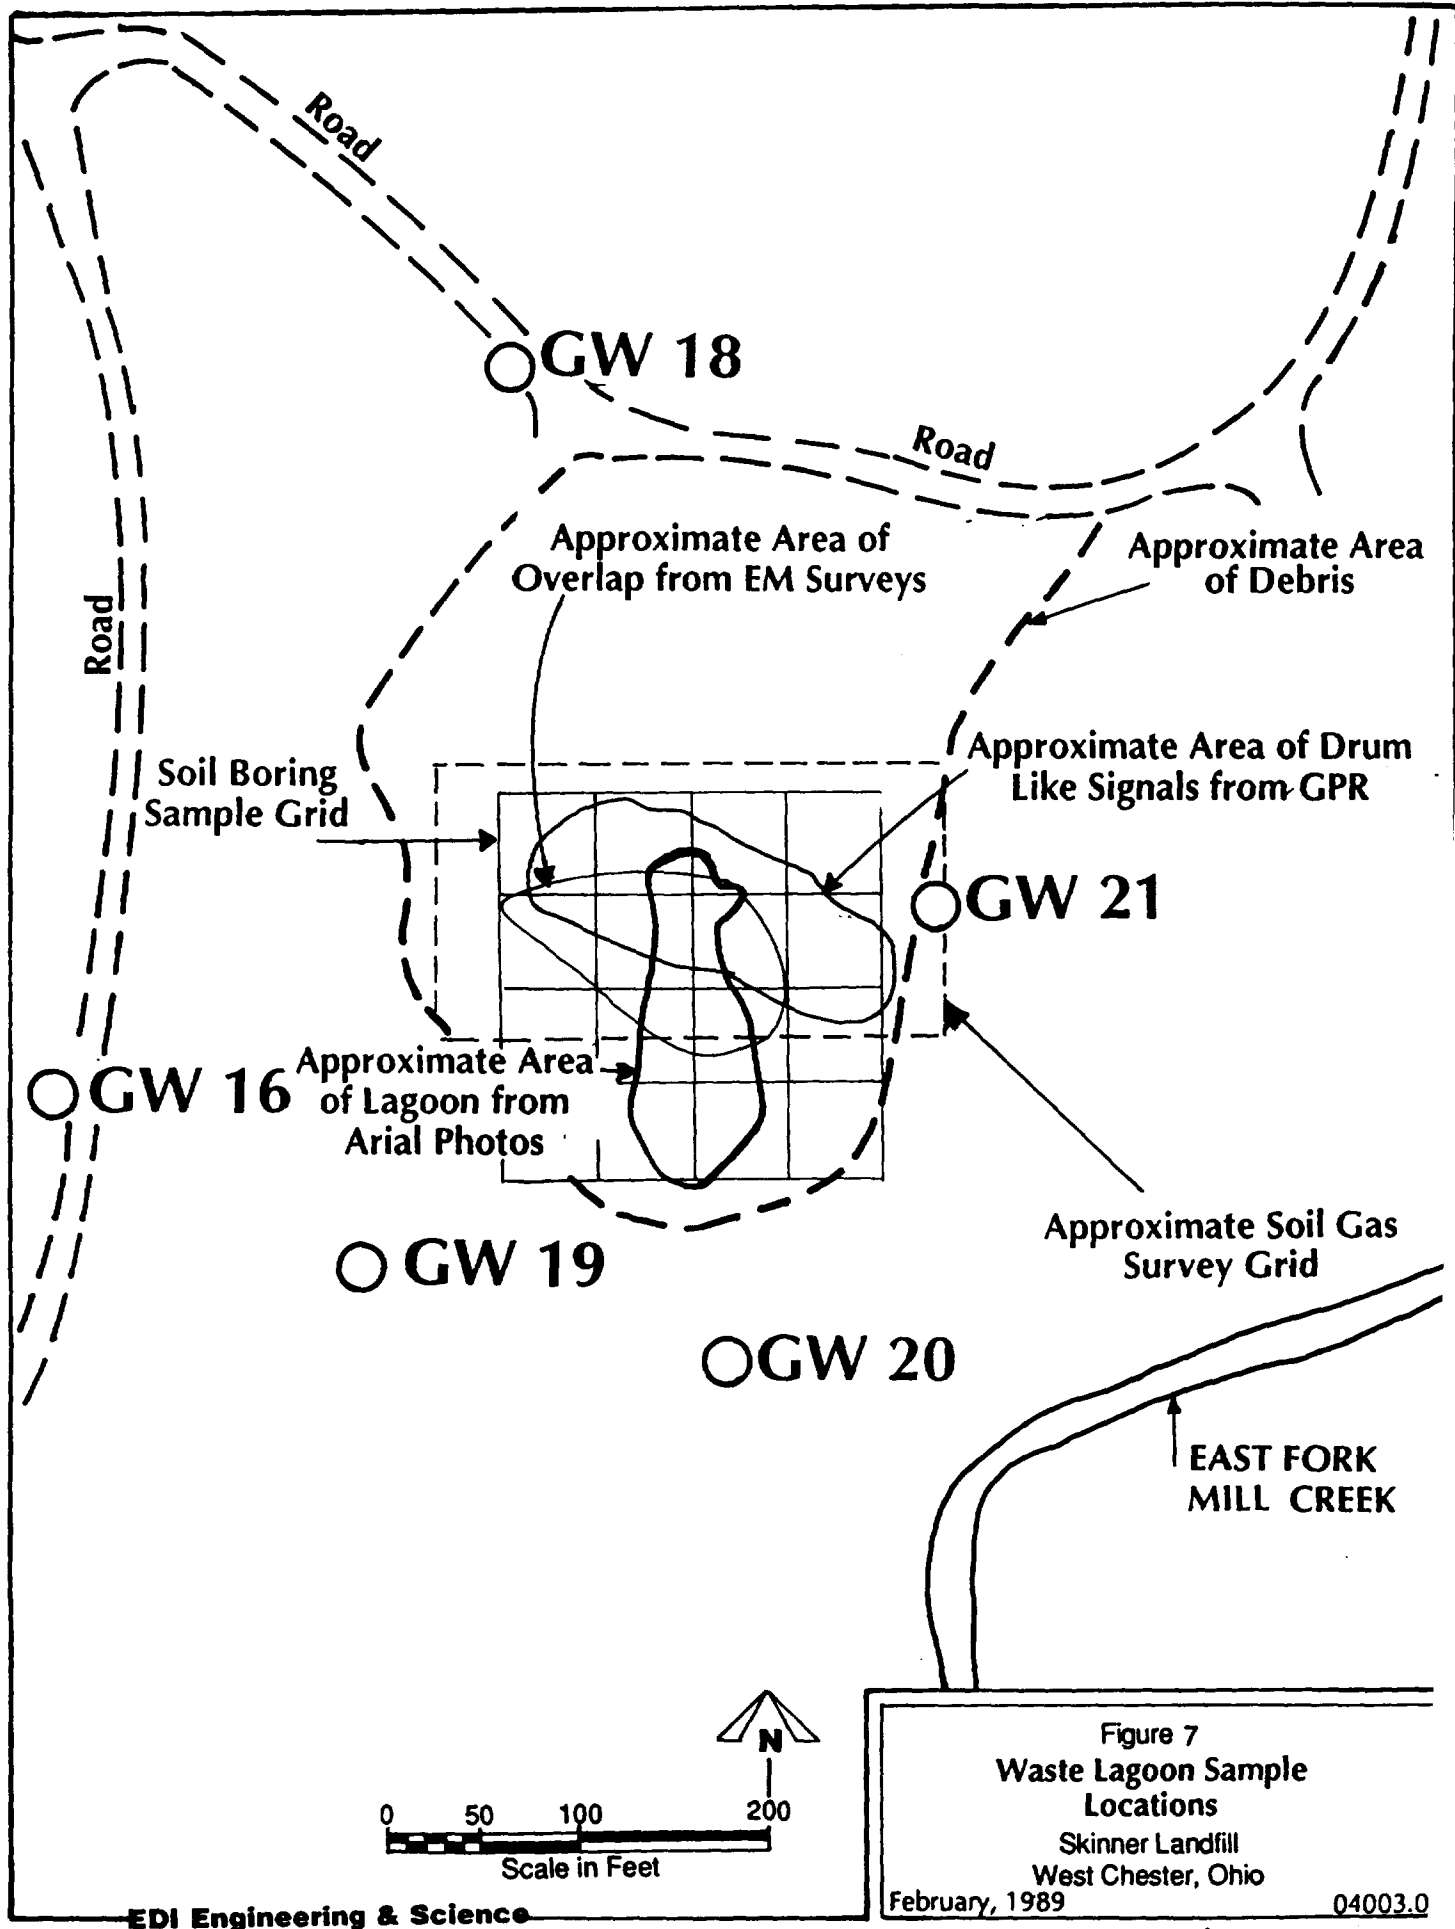 Road
GW 18
Road
Approximate Area of
Overlap from EM Surveys
Approximate Area
of Debris
Road
Soil Boring
Sample Grid
Approximate Area of Drum
Like Signals from GPR
GW 21
GW 16
Approximate Area
of Lagoon from
Arial Photos
Approximate Soil Gas
Survey Grid
GW 19
GW 20
EAST FORK
MILL CREEK
N
0 50 100 200
Scale in Feet
Figure 7
Waste Lagoon Sample
Locations
Skinner Landfill
West Chester, Ohio
February, 1989 04003.0
EDI Engineering & Science